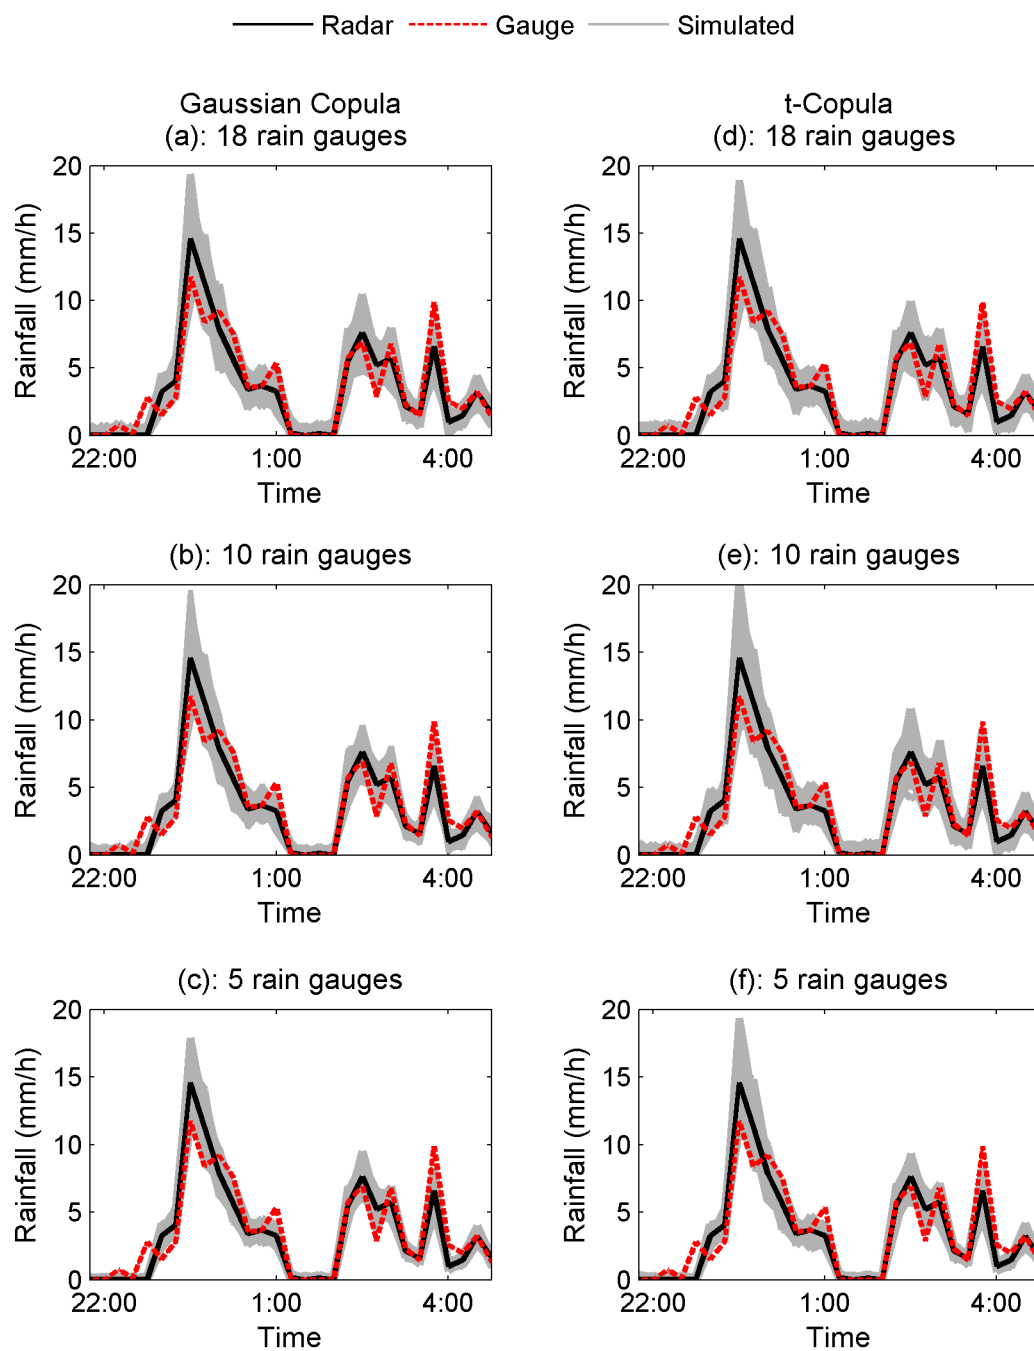 Radar Gauge Simulated
Gaussian Copula
(a): 18 rain gauges
20
15
10
5
0
Rainfall (mm/h)
22:00 1:00 4:00
Time
t-Copula
(d): 18 rain gauges
20
15
10
5
0
Rainfall (mm/h)
22:00 1:00 4:00
Time
(b): 10 rain gauges
20
15
10
5
0
Rainfall (mm/h)
22:00 1:00 4:00
Time
(e): 10 rain gauges
20
15
10
5
0
Rainfall (mm/h)
22:00 1:00 4:00
Time
(c): 5 rain gauges
20
15
10
5
0
Rainfall (mm/h)
22:00 1:00 4:00
Time
(f): 5 rain gauges
20
15
10
5
0
Rainfall (mm/h)
22:00 1:00 4:00
Time